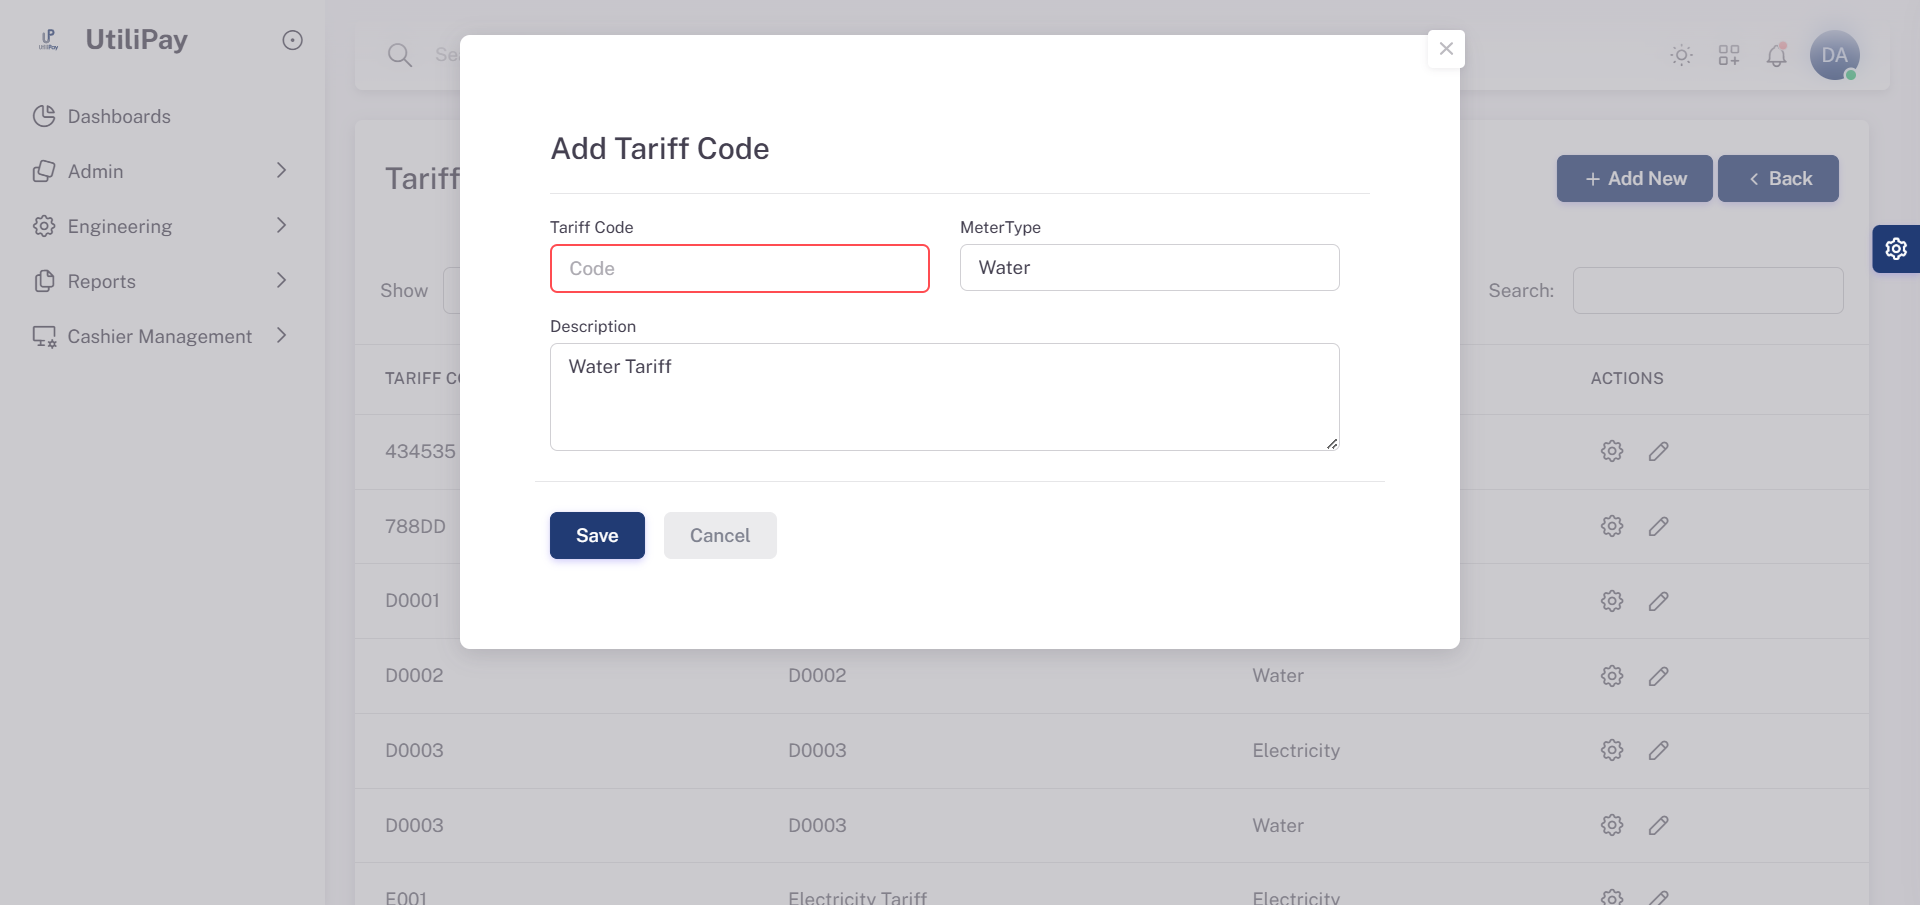 UP
UtiliPay
UtiliPay
Dashboards
Admin
Engineering
Reports
Cashier Management
DA
Tariff
+ Add New
Back
Show
Search:
ACTIONS
434535
788DD
D0001
D0002 D0002 Water
D0003 D0003 Electricity
D0003 D0003 Water
E001 Electricity Tariff Electricity
Add Tariff Code
Tariff Code MeterType
Code Water
Description
Water Tariff
Save Cancel